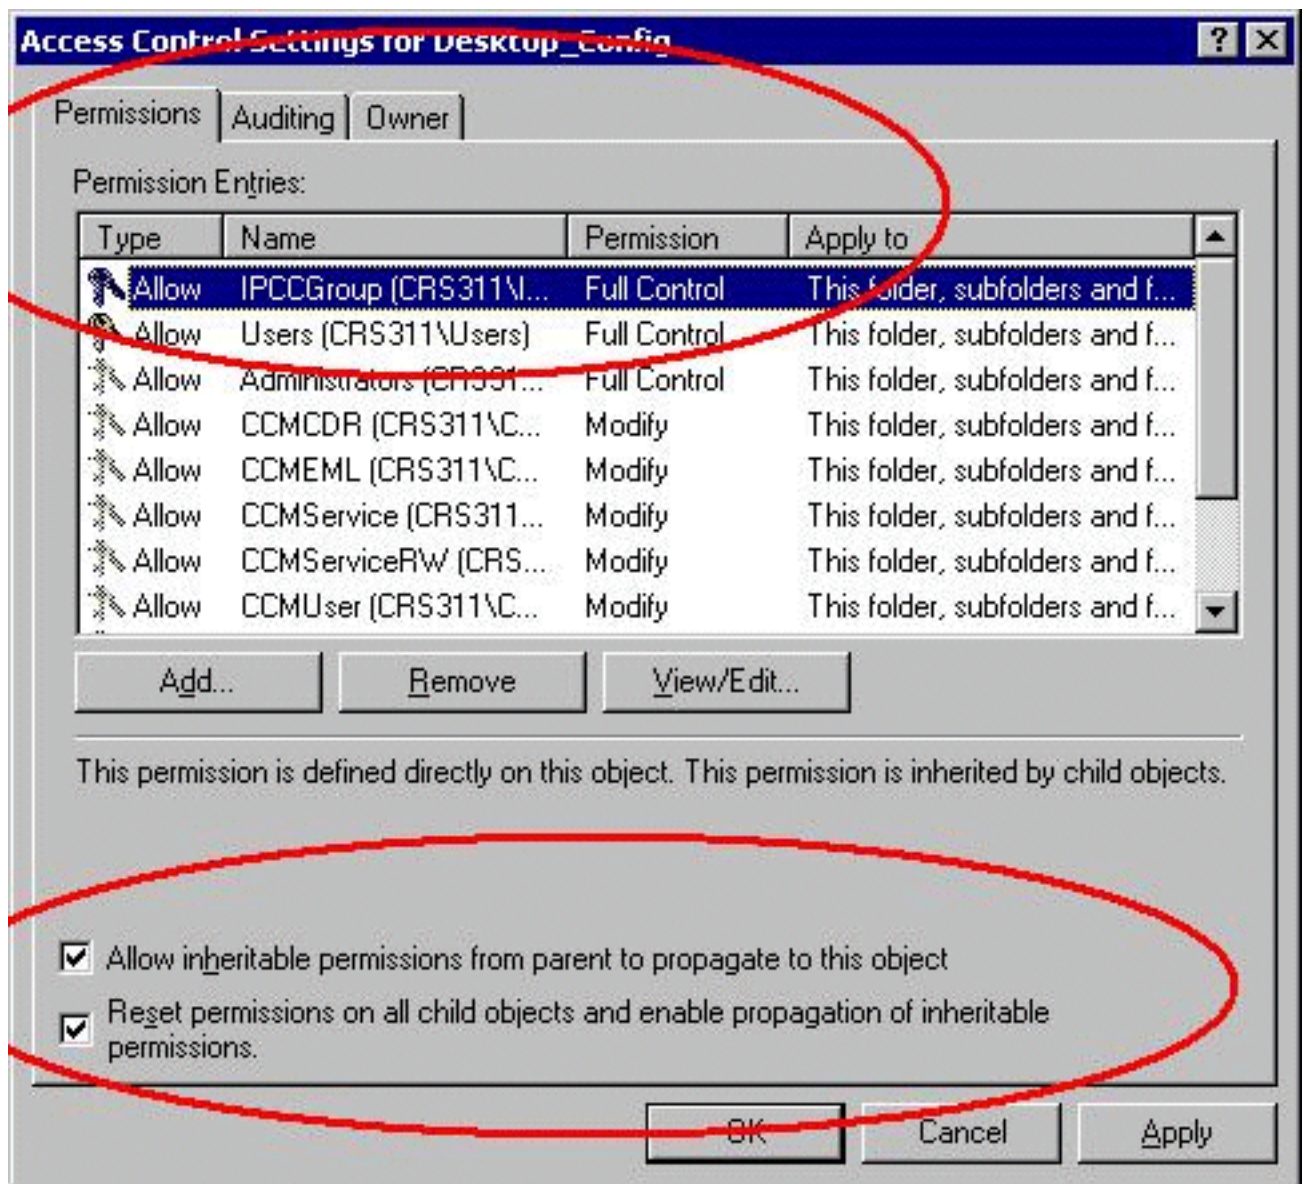 Access Control Settings for Desktop_Config
Permissions Auditing Owner
Permission Entries:
Type Name Permission Apply to
Allow IPCCGroup (CRS311\I... Full Control This folder, subfolders and f...
Allow Users (CRS311\Users) Full Control This folder, subfolders and f...
Allow Administrators (CRS31... Full Control This folder, subfolders and f...
Allow CCMCDR (CRS311\C... Modify This folder, subfolders and f...
Allow CCMEML (CRS311\C... Modify This folder, subfolders and f...
Allow CCMService (CRS311... Modify This folder, subfolders and f...
Allow CCMServiceRW (CRS... Modify This folder, subfolders and f...
Allow CCMUser (CRS311\C... Modify This folder, subfolders and f...
Add... Remove View/Edit...
This permission is defined directly on this object. This permission is inherited by child objects.
Allow inheritable permissions from parent to propagate to this object
Reset permissions on all child objects and enable propagation of inheritable
permissions.
OK Cancel Apply